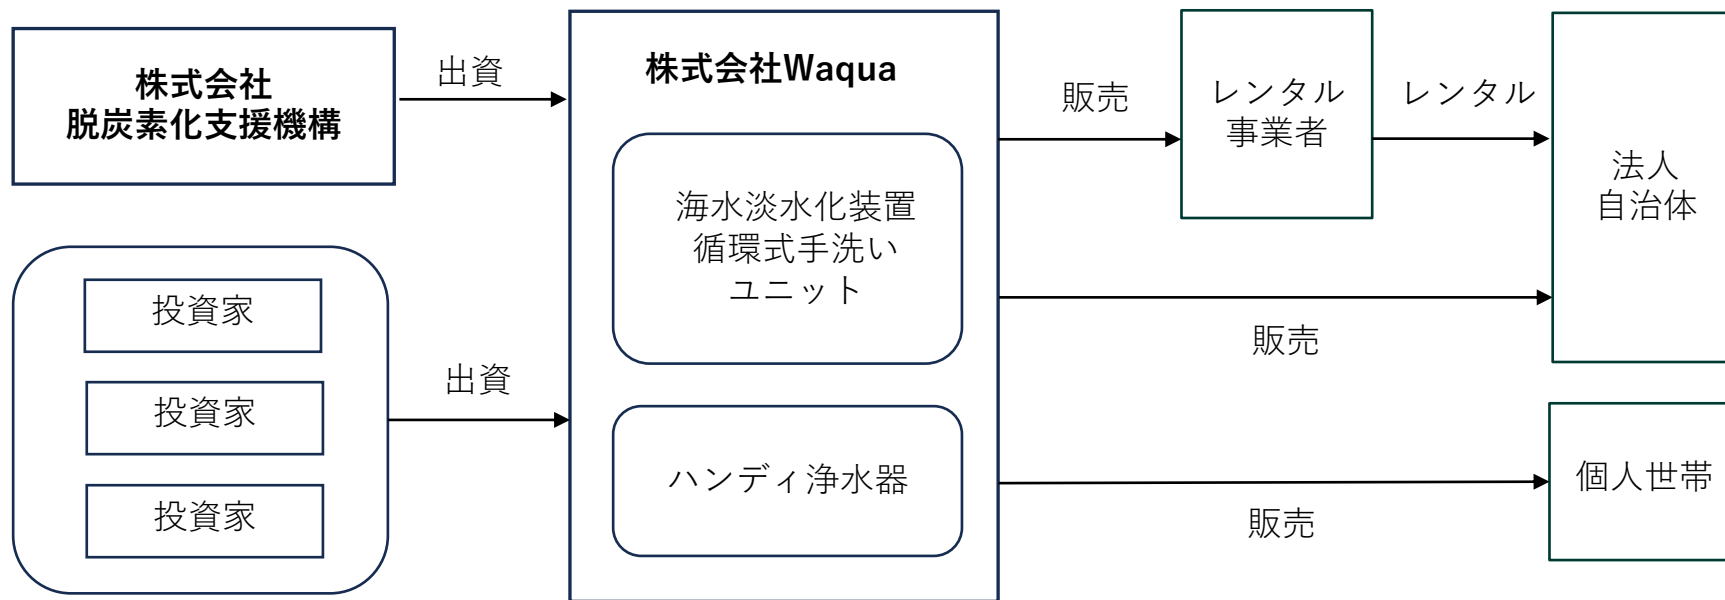 株式会社
脱炭素化支援機構
出資
投資家
投資家
投資家
出資
株式会社Waqua
海水淡水化装置
循環式手洗い
ユニット
ハンディ浄水器
販売
レンタル
事業者
レンタル
法人
自治体
販売
販売
個人世帯